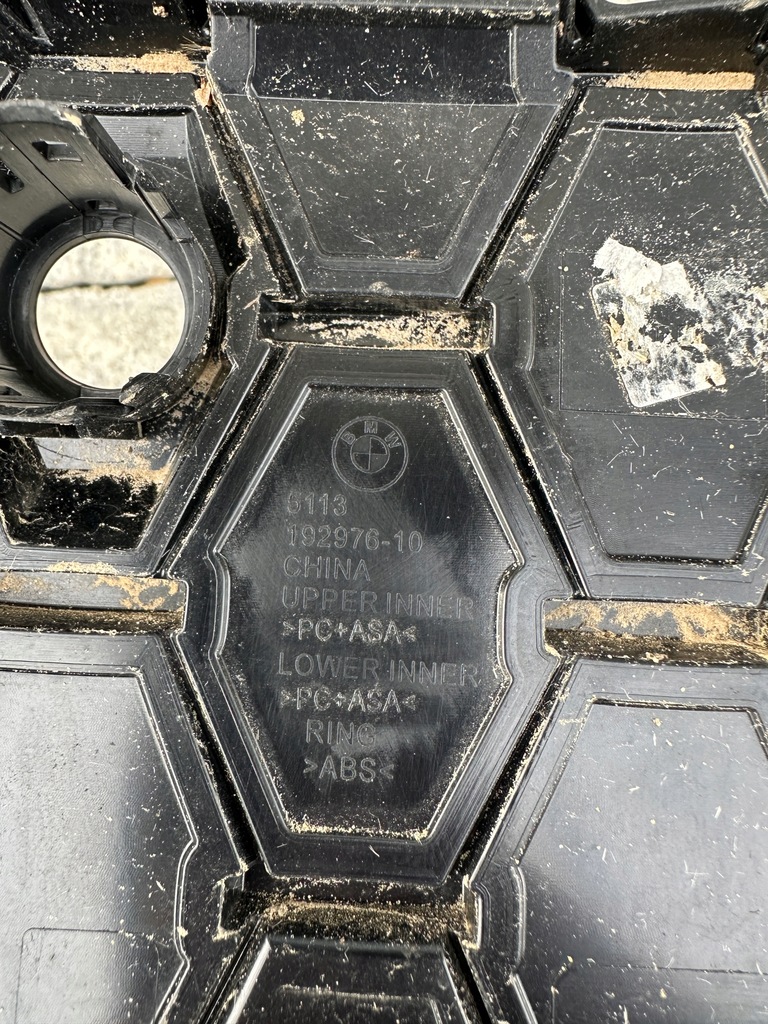 BMW
5113
192976-10
CHINA
UPPER INNER
>PC+ASA<
LOWER INNER
>PC+ASA<
RING
>ABS<